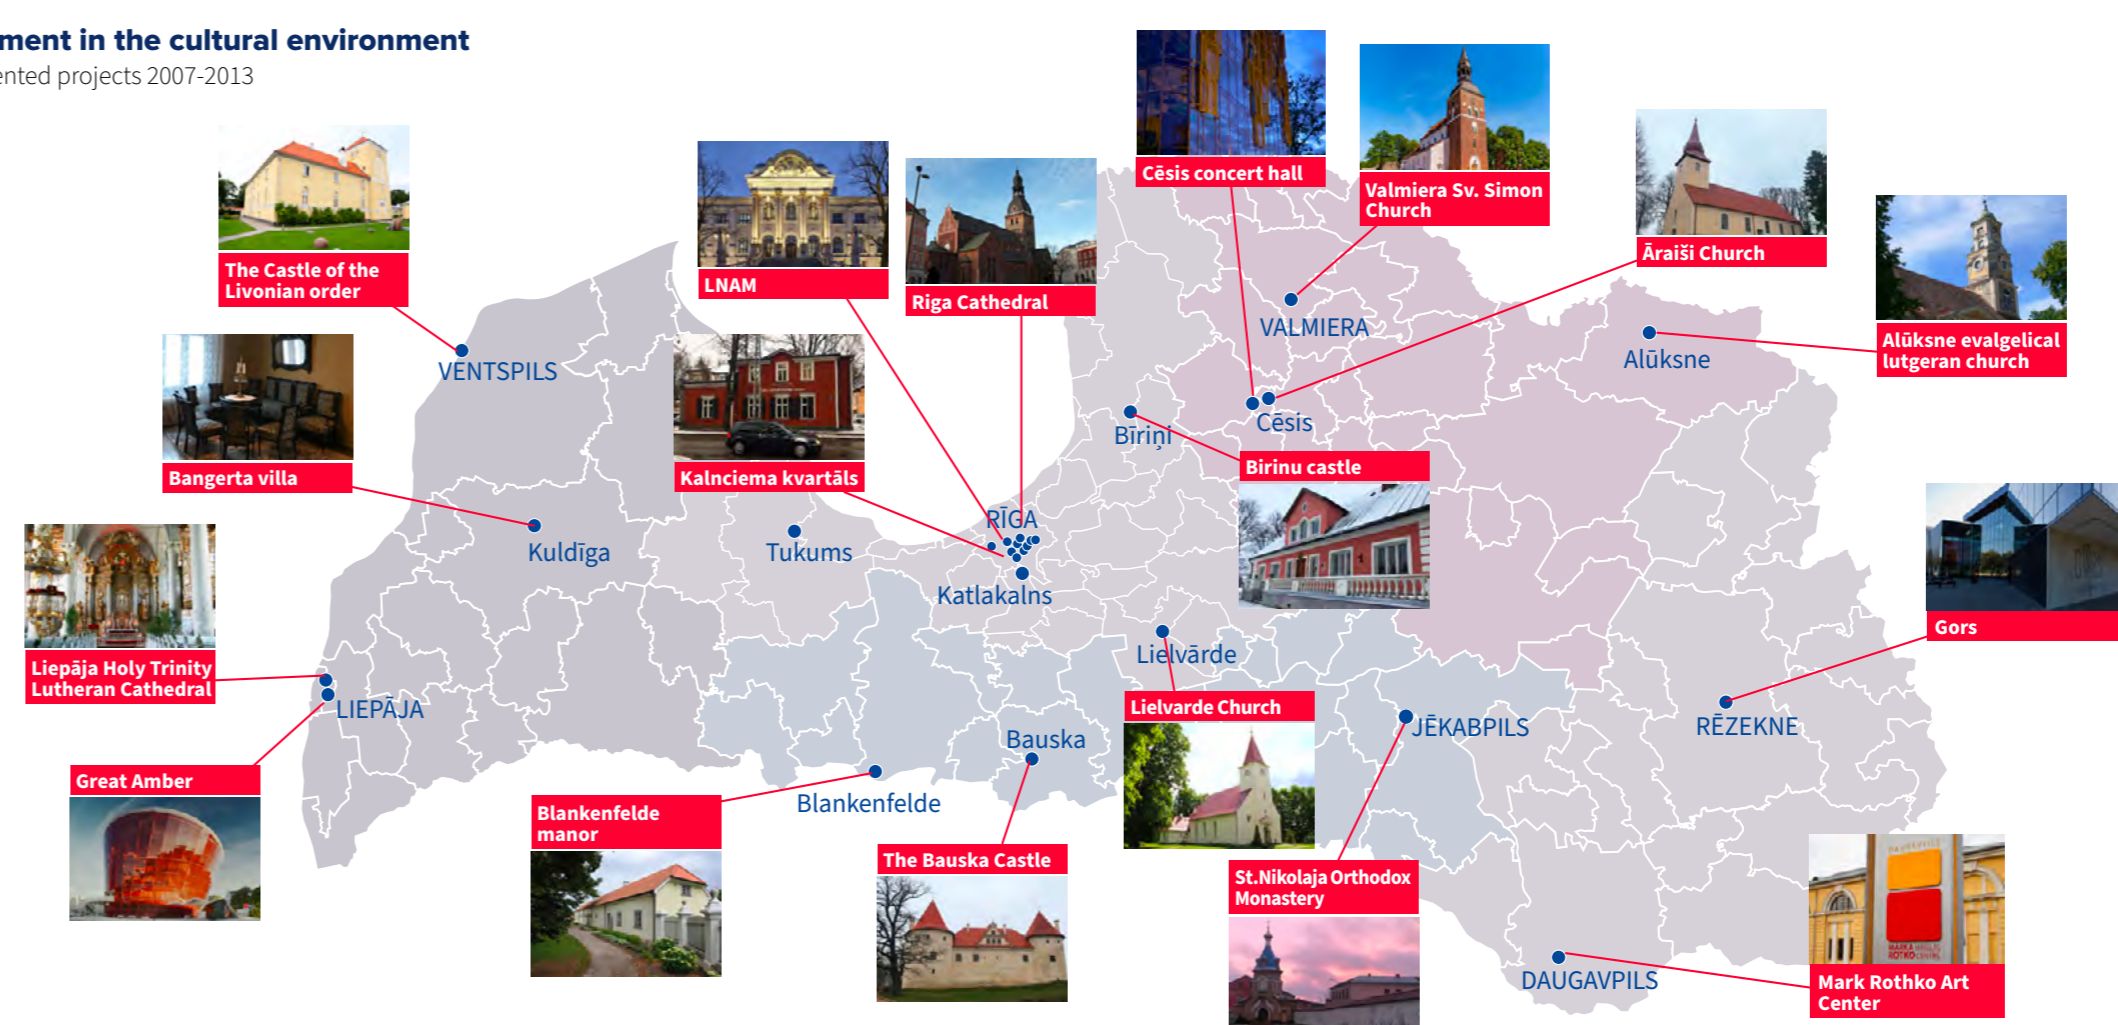 ment in the cultural environment
ented projects 2007-2013
Cēsis concert hall
Valmiera Sv. Simon
Church
Āraiši Church
Alūksne evalgelical
lutgeran church
The Castle of the
Livonian order
LNAM
Riga Cathedral
VALMIERA
Alūksne
VENTSPILS
Bīriņi
Cēsis
Bangerta villa
Kalnciema kvartāls
Birinu castle
RĪGA
Kuldīga
Tukums
Katlakalns
Gors
Liepāja Holy Trinity
Lutheran Cathedral
LIEPĀJA
Lielvārde
Lielvarde Church
JĒKABPILS
RĒZEKNE
Bauska
Great Amber
Blankenfelde
Blankenfelde
manor
The Bauska Castle
St.Nikolaja Orthodox
Monastery
DAUGAVPILS
DAUGAVPILS
ROTKO
Mark Rothko Art
Center